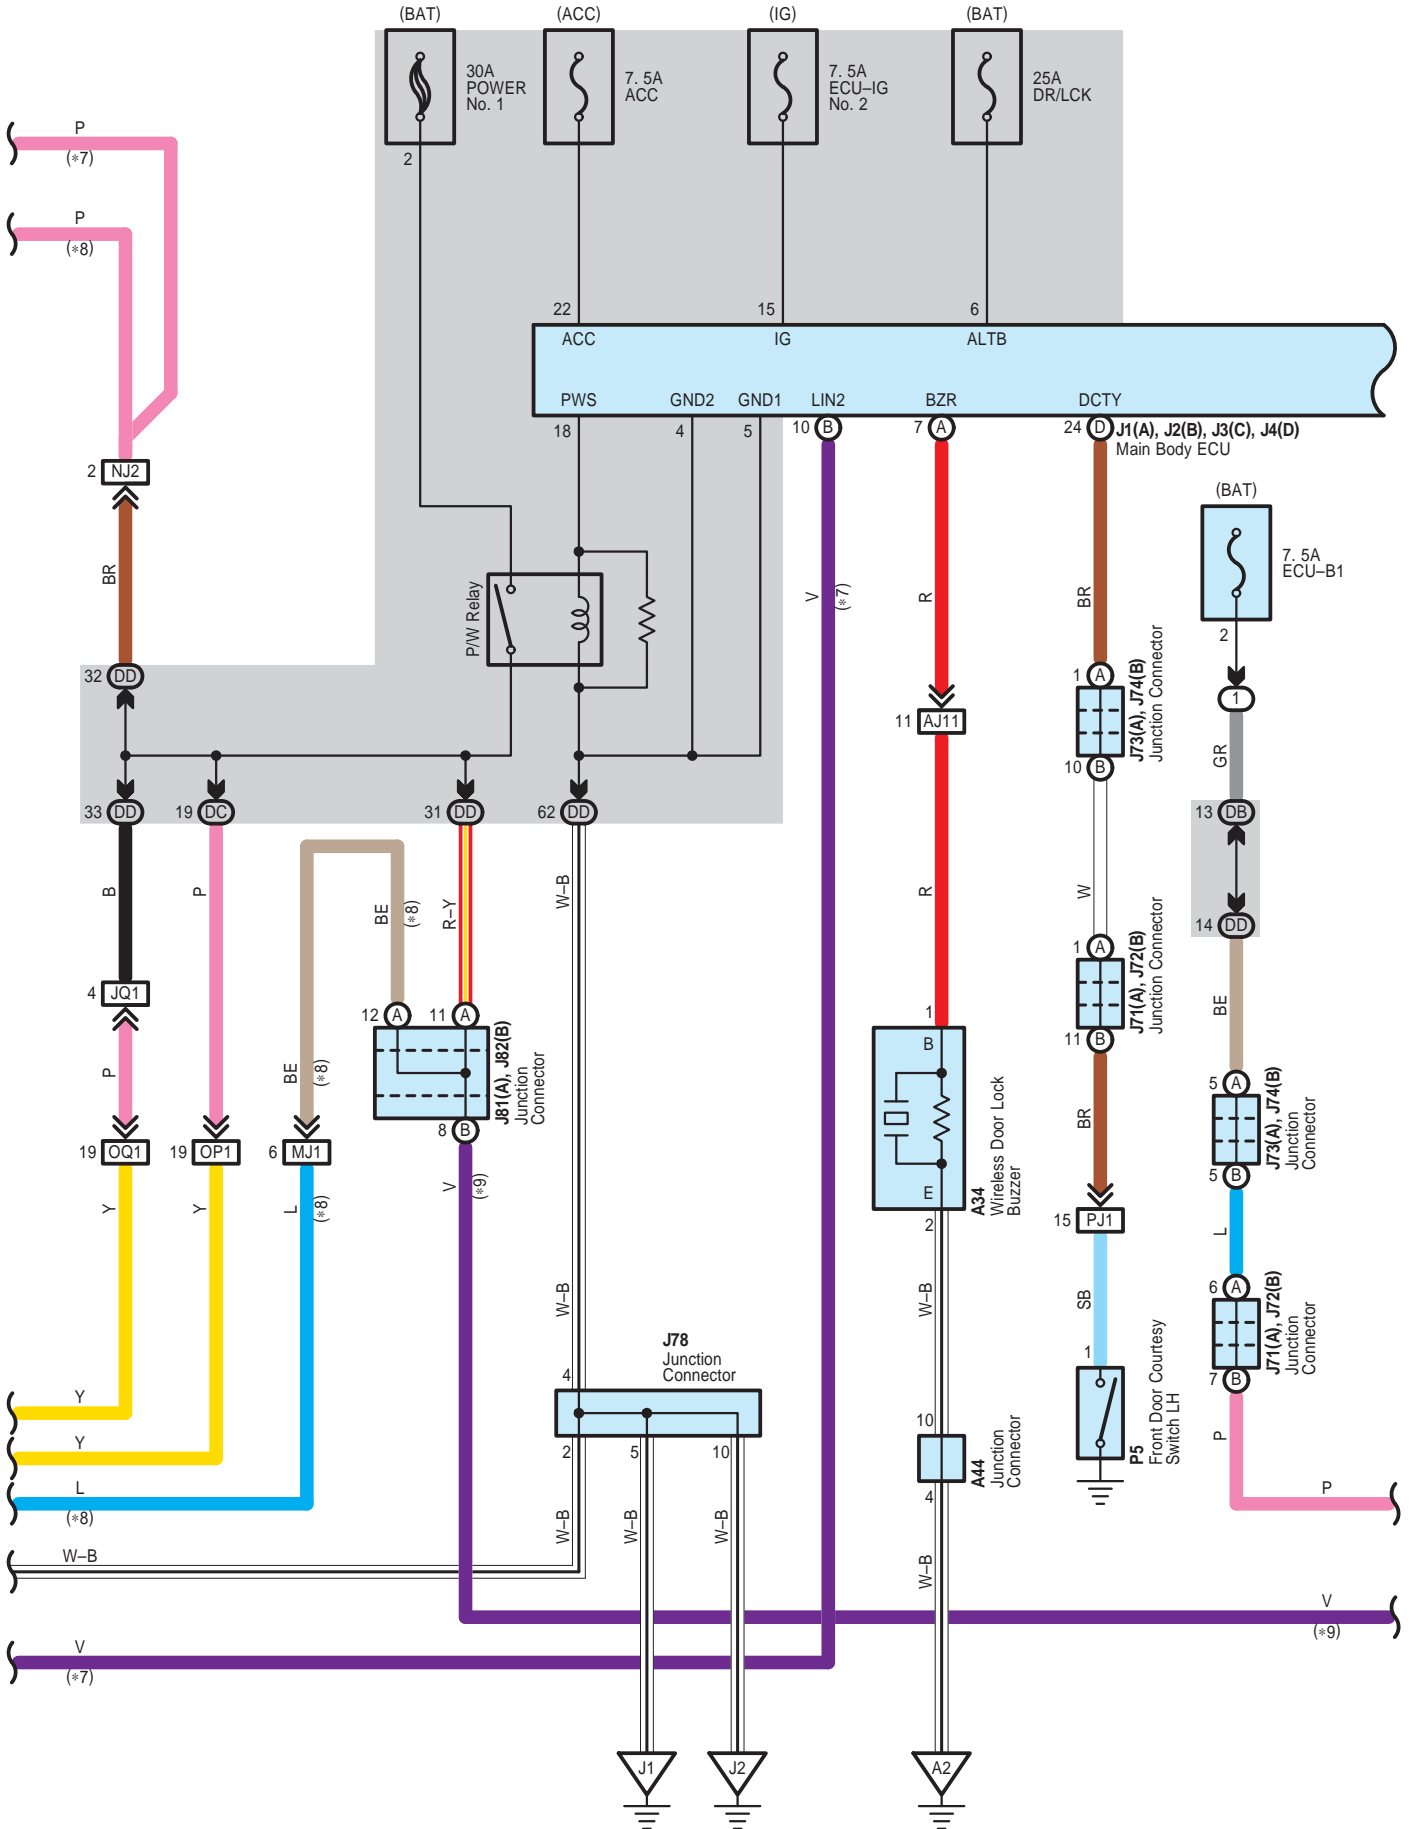 (BAT)
(ACC)
(IG)
(BAT)
30A
POWER
No. 1
7. 5A
ACC
7. 5A
ECU–IG
No. 2
25A
DR/LCK
2
P
(*7)
P
(*8)
22
15
6
ACC
IG
ALTB
PWS
GND2
GND1
LIN2
BZR
DCTY
18
4
5
10
B
7
A
24
D
J1(A), J2(B), J3(C), J4(D)
Main Body ECU
2
NJ2
(BAT)
7. 5A
ECU–B1
2
BR
P/W Relay
V
(*7)
R
BR
1
A
J73(A), J74(B)
Junction Connector
10
B
1
GR
32
DD
11
AJ11
33
DD
19
DC
31
DD
62
DD
13
DB
14
DD
B
P
BE
(*8)
R–Y
W–B
R
W
1
A
J71(A), J72(B)
Junction Connector
11
B
BE
4
JQ1
12
A
11
A
J81(A), J82(B)
Junction
Connector
8
B
1
B
E
A34
Wireless Door Lock
Buzzer
2
P
BE
(*8)
BR
5
A
J73(A), J74(B)
Junction
Connector
5
B
19
OQ1
19
OP1
6
MJ1
Y
Y
L
(*8)
V
(*9)
15
PJ1
L
W–B
W–B
SB
6
A
J71(A), J72(B)
Junction
Connector
7
B
J78
Junction
Connector
4
1
P5
Front Door Courtesy
Switch LH
Y
Y
L
(*8)
2
5
10
10
A44
Junction
Connector
4
P
P
W–B
W–B
W–B
W–B
W–B
V
(*9)
V
(*7)
J1
J2
A2